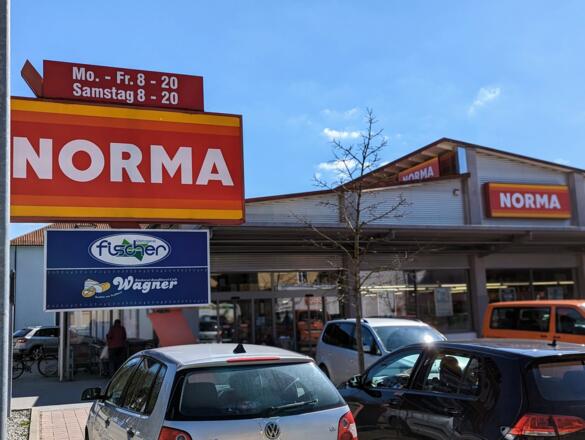 Mo. - Fr. 8 - 20
Samstag 8 - 20
NORMA
fischer
Wagner
NORMA
NORMA